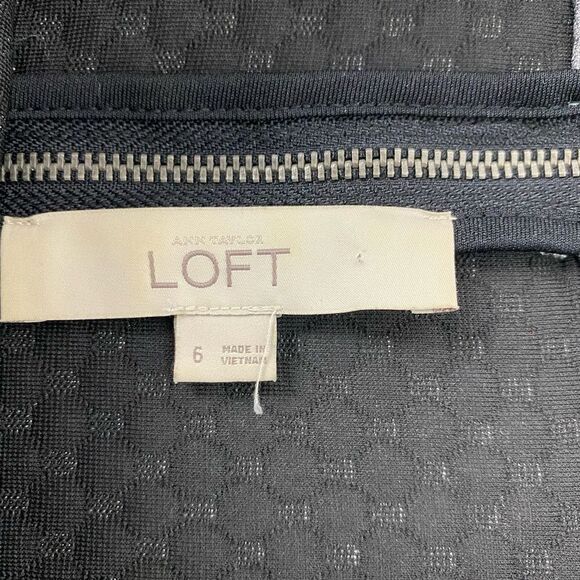 ANN TAYLOR
LOFT
6
MADE IN
VIETNAM